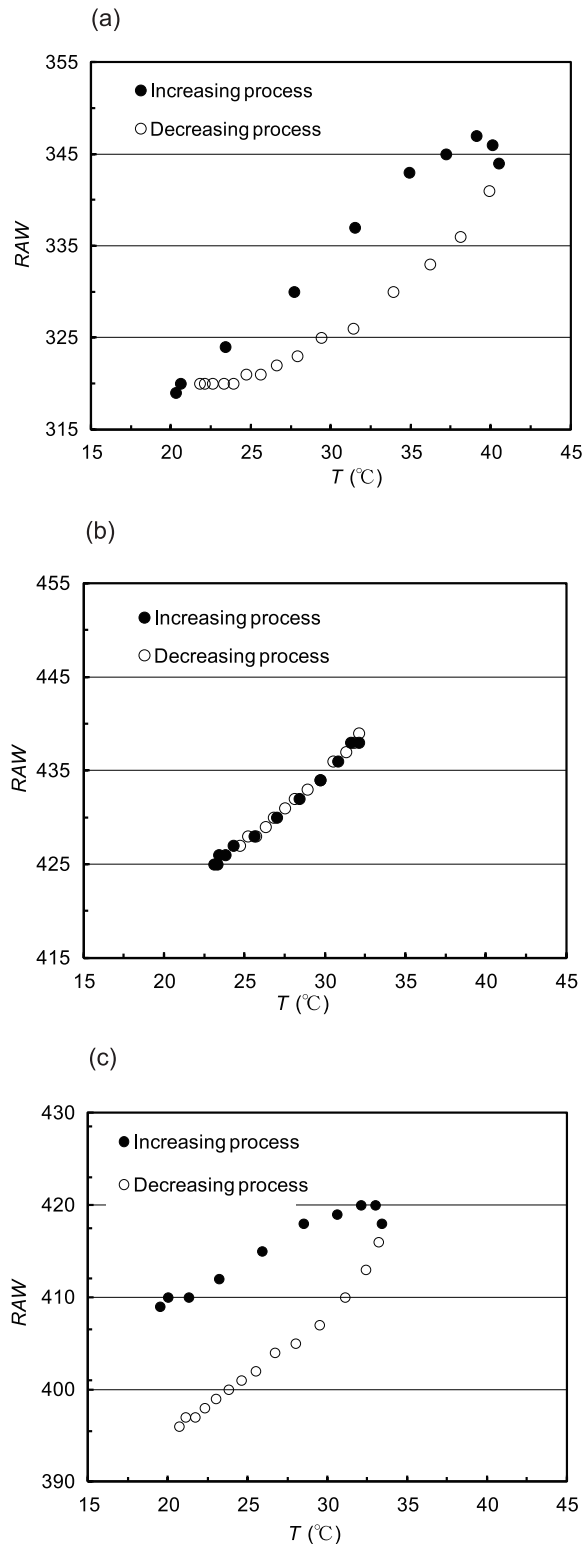 (a)
355
345
335
325
315
RAW
Increasing process
Decreasing process
15 20 25 30 35 40 45
T (℃)
(b)
455
445
435
425
415
RAW
Increasing process
Decreasing process
15 20 25 30 35 40 45
T (℃)
(c)
430
420
410
400
390
RAW
Increasing process
Decreasing process
15 20 25 30 35 40 45
T (℃)